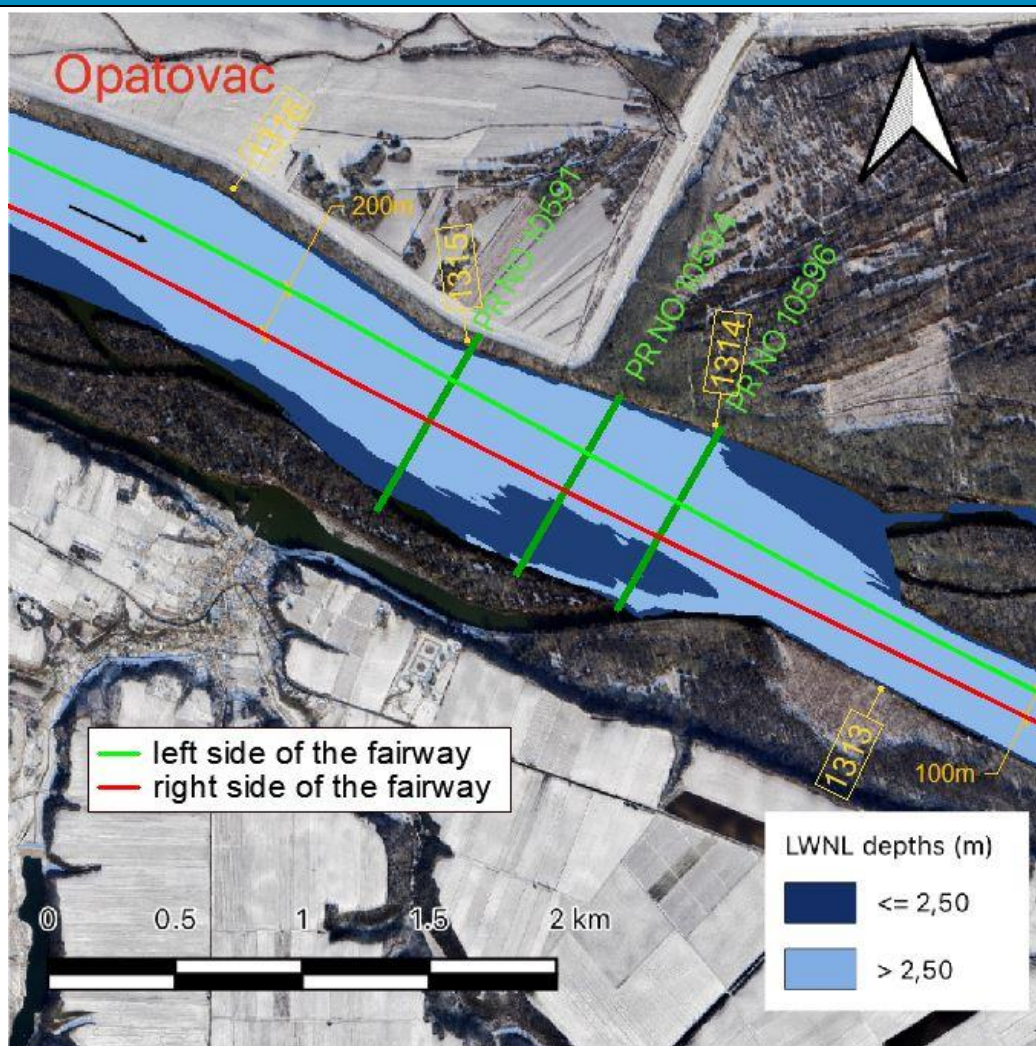 Opatovac
1316
200m
1315
PR NO 10591
PR NO 10594
1314
PR NO 10596
left side of the fairway
right side of the fairway
1313
100m
LWNL depths (m)
<= 2,50
> 2,50
0 0.5 1 1.5 2 km